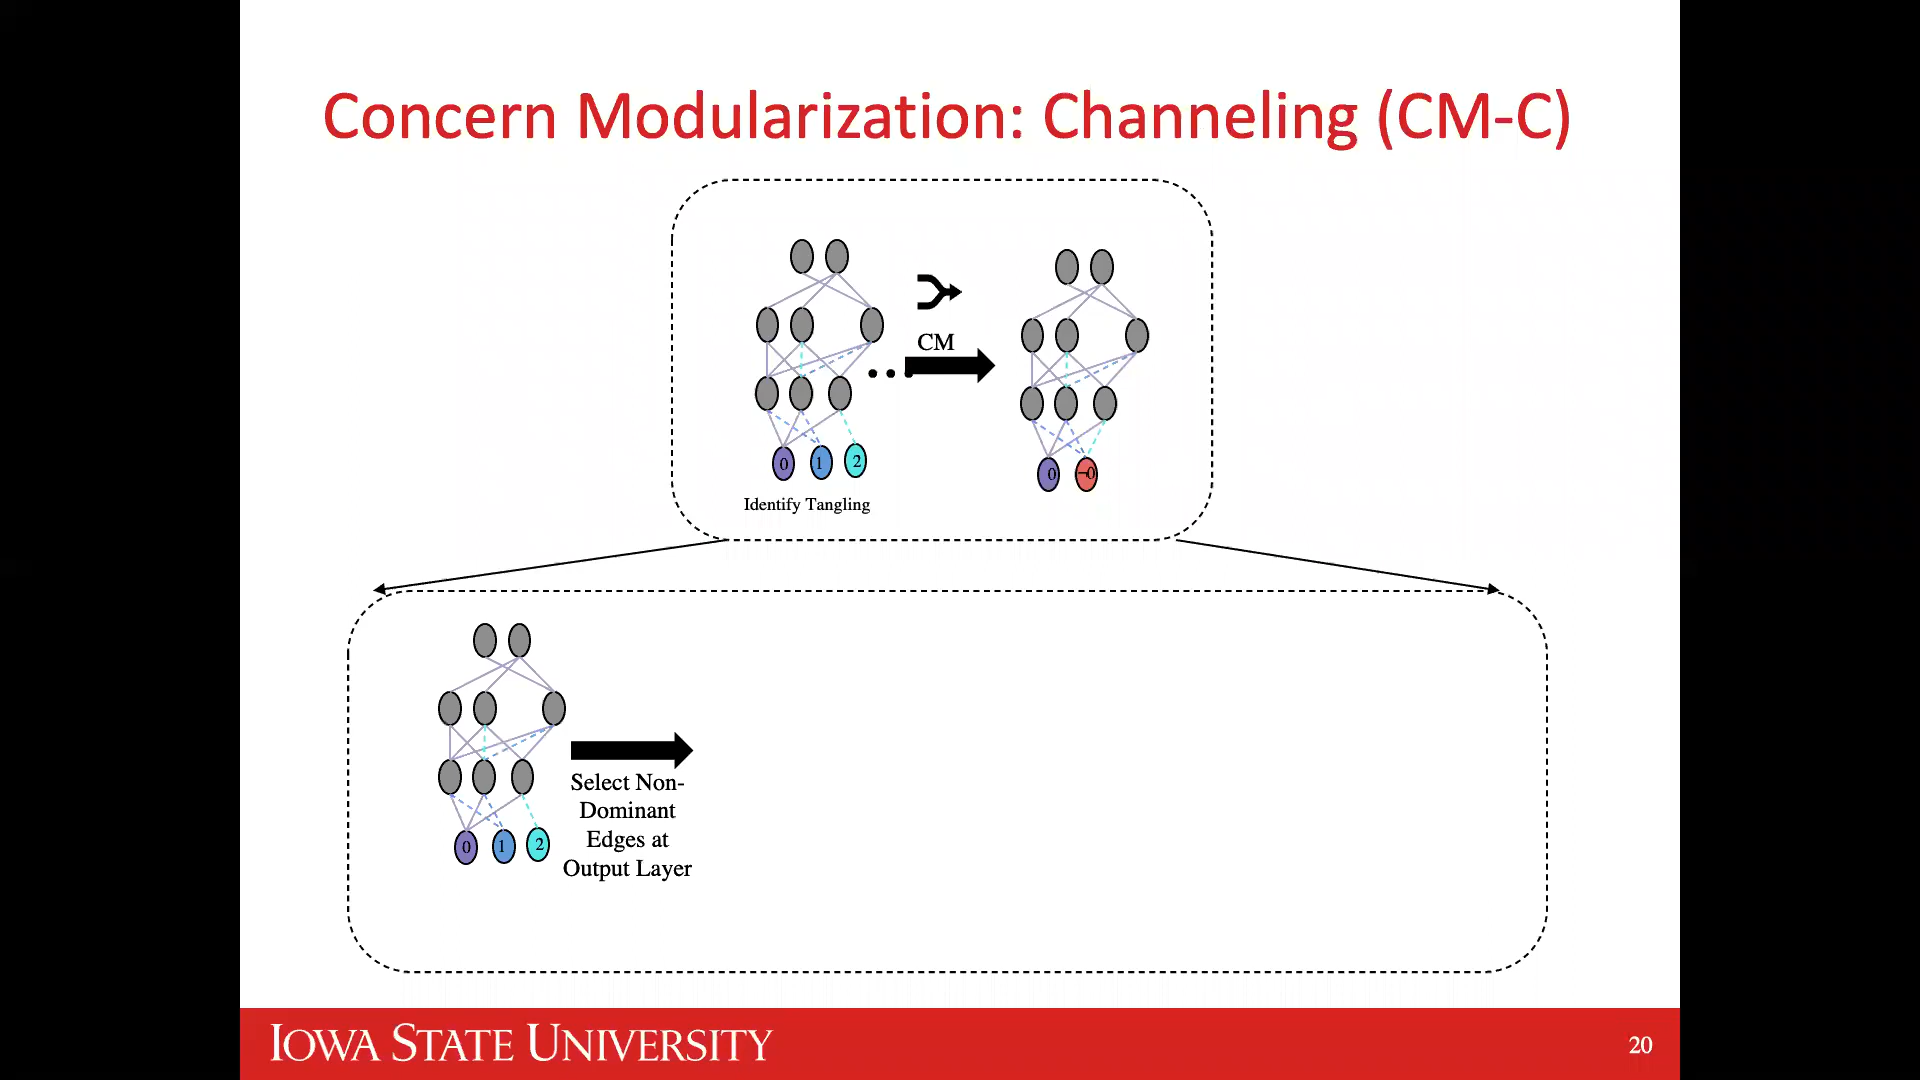 Concern Modularization: Channeling (CM-C)
CM
0 1 2
0 ¬0
Identify Tangling
0 1 2
Select Non-
Dominant
Edges at
Output Layer
IOWA STATE UNIVERSITY
20